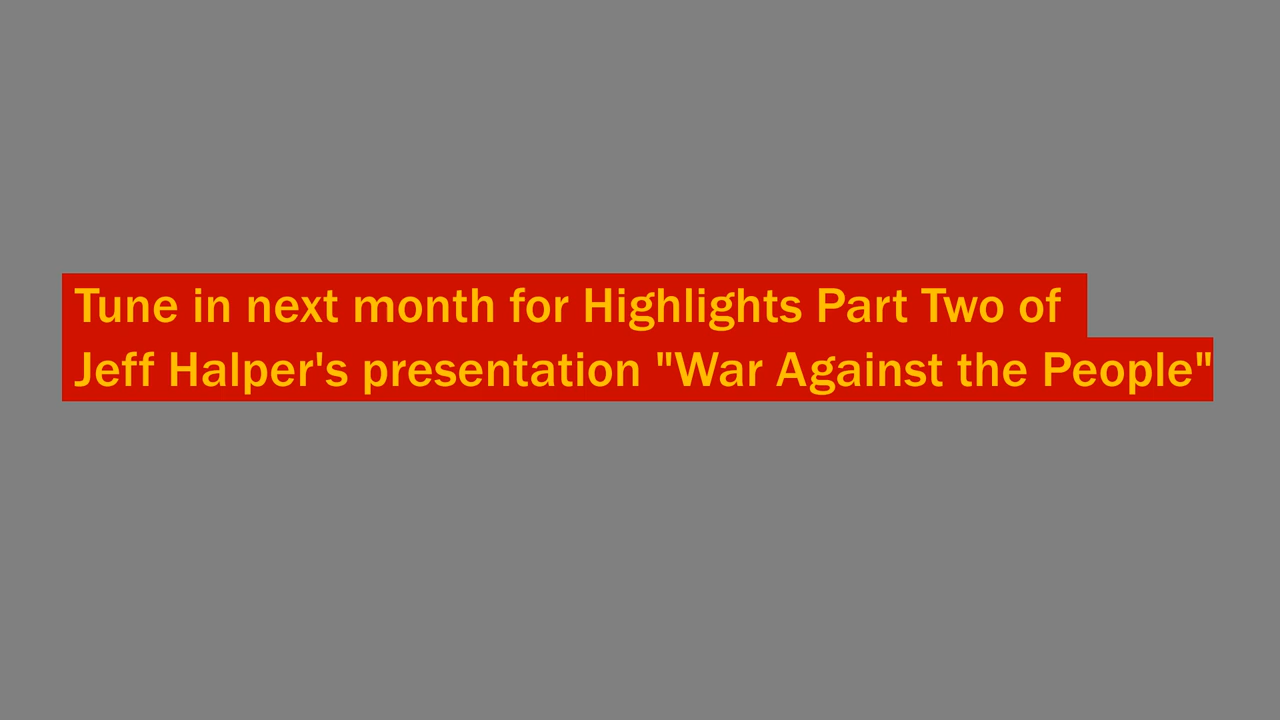 Tune in next month for Highlights Part Two of
Jeff Halper's presentation "War Against the People"